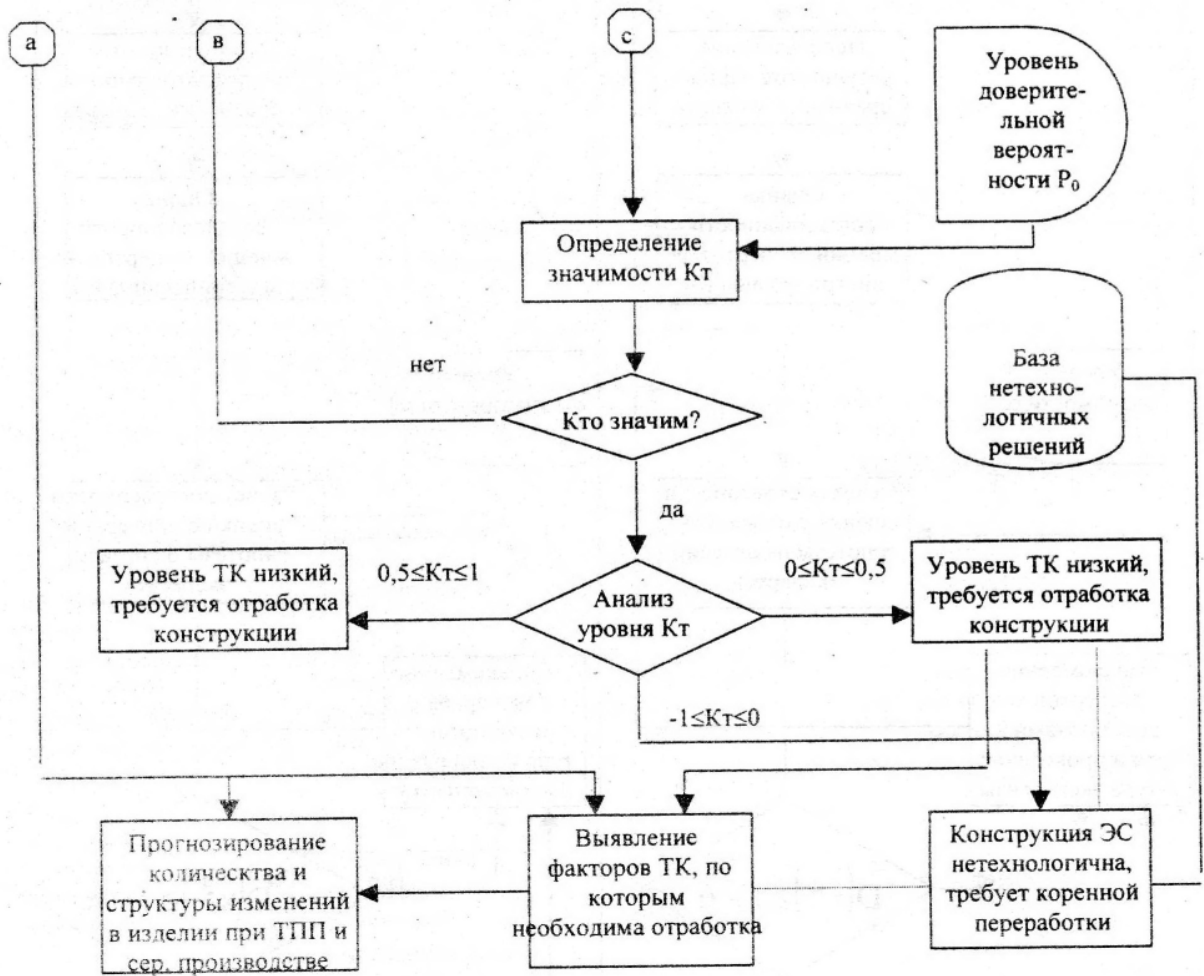 а
в
с
Уровень
доверите-
льной
вероят-
ности P₀
Определение
значимости Кт
База
нетехно-
логичных
решений
нет
Кто значим?
да
Уровень ТК низкий,
требуется отработка
конструкции
0,5≤Кт≤1
Анализ
уровня Кт
0≤Кт≤0,5
Уровень ТК низкий,
требуется отработка
конструкции
-1≤Кт≤0
Прогнозирование
колическтва и
структуры изменений
в изделии при ТПП и
сер. производстве
Выявление
факторов ТК, по
которым
необходима отработка
Конструкция ЭС
нетехнологична,
требует коренной
переработки